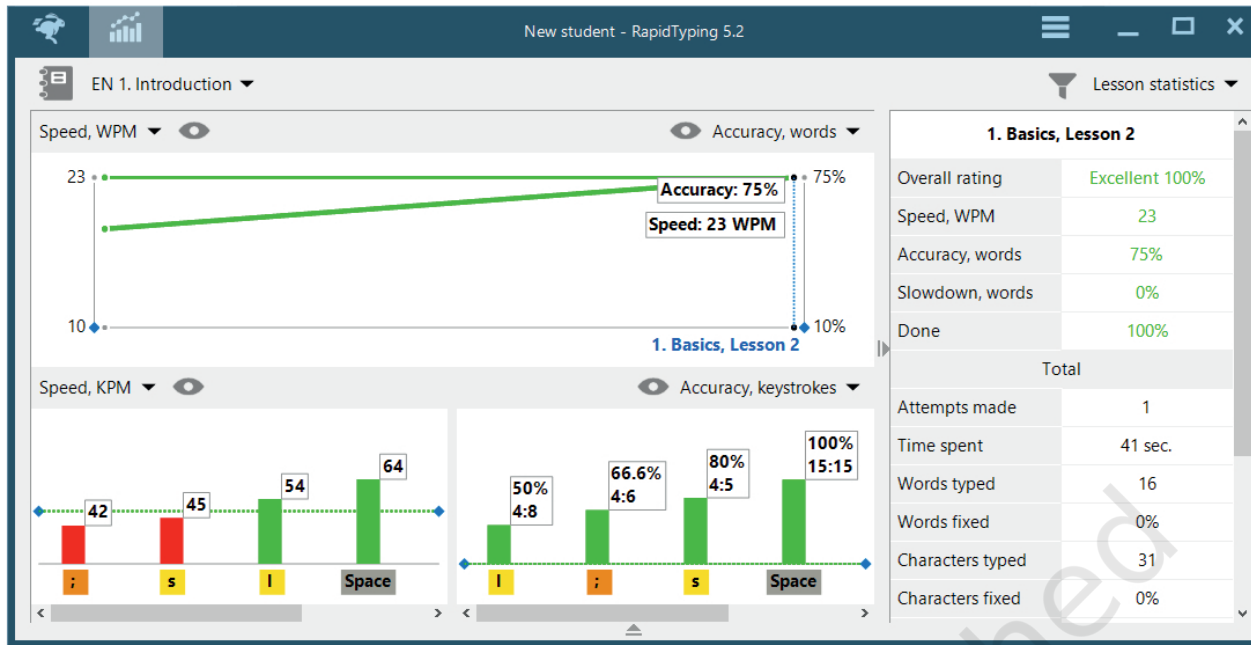 New student - RapidTyping 5.2
EN 1. Introduction
Lesson statistics
Speed, WPM
Accuracy, words
23
75%
Accuracy: 75%
Speed: 23 WPM
10
10%
1. Basics, Lesson 2
Speed, KPM
42
45
54
64
;
s
l
Space
Accuracy, keystrokes
50%
4:8
66.6%
4:6
80%
4:5
100%
15:15
l
;
s
Space
1. Basics, Lesson 2
Overall rating Excellent 100%
Speed, WPM 23
Accuracy, words 75%
Slowdown, words 0%
Done 100%
Total
Attempts made 1
Time spent 41 sec.
Words typed 16
Words fixed 0%
Characters typed 31
Characters fixed 0%